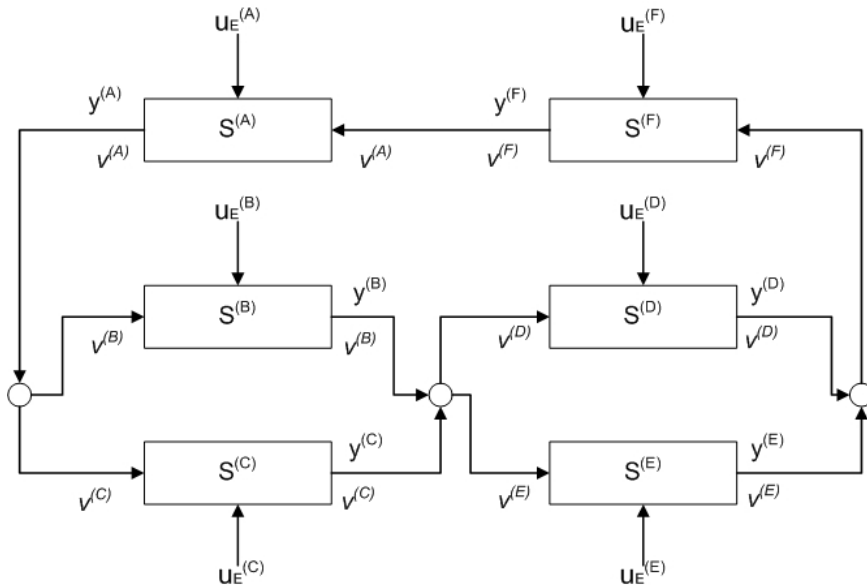 u_E^(A) u_E^(F)
y^(A) S^(A) y^(F) S^(F)
v^(A) v^(A) v^(F) v^(F)
u_E^(B) u_E^(D)
S^(B) y^(B) S^(D) y^(D)
v^(B) v^(B) v^(D) v^(D)
S^(C) y^(C) S^(E) y^(E)
v^(C) v^(C) v^(E) v^(E)
u_E^(C) u_E^(E)